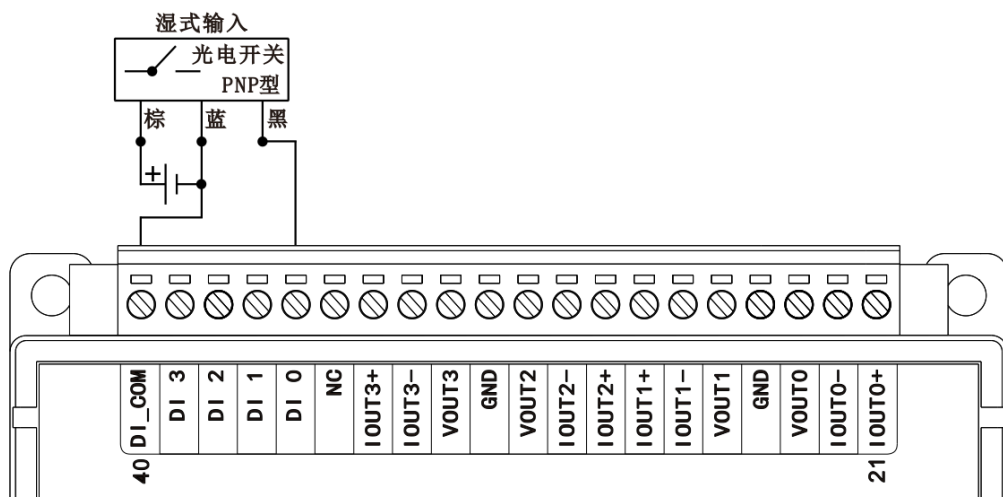 湿式输入
光电开关
PNP型
棕 蓝 黑
+
40 DI_COM
DI 3
DI 2
DI 1
DI 0
NC
IOUT3+
IOUT3-
VOUT3
GND
VOUT2
IOUT2-
IOUT2+
IOUT1+
IOUT1-
VOUT1
GND
VOUT0
IOUT0-
21 IOUT0+